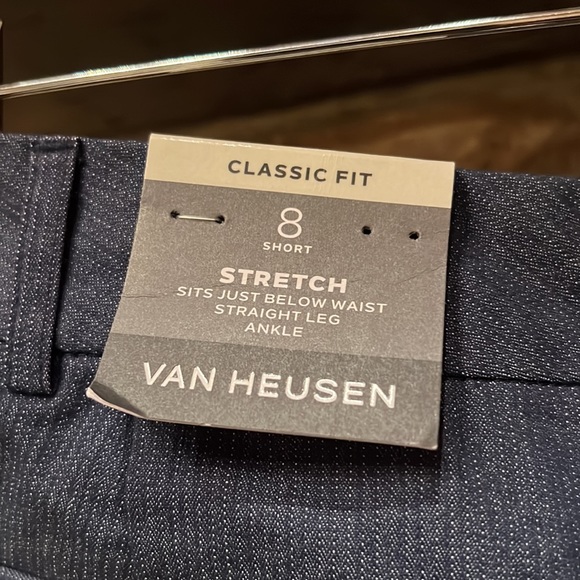 CLASSIC FIT
8
SHORT
STRETCH
SITS JUST BELOW WAIST
STRAIGHT LEG
ANKLE
VAN HEUSEN